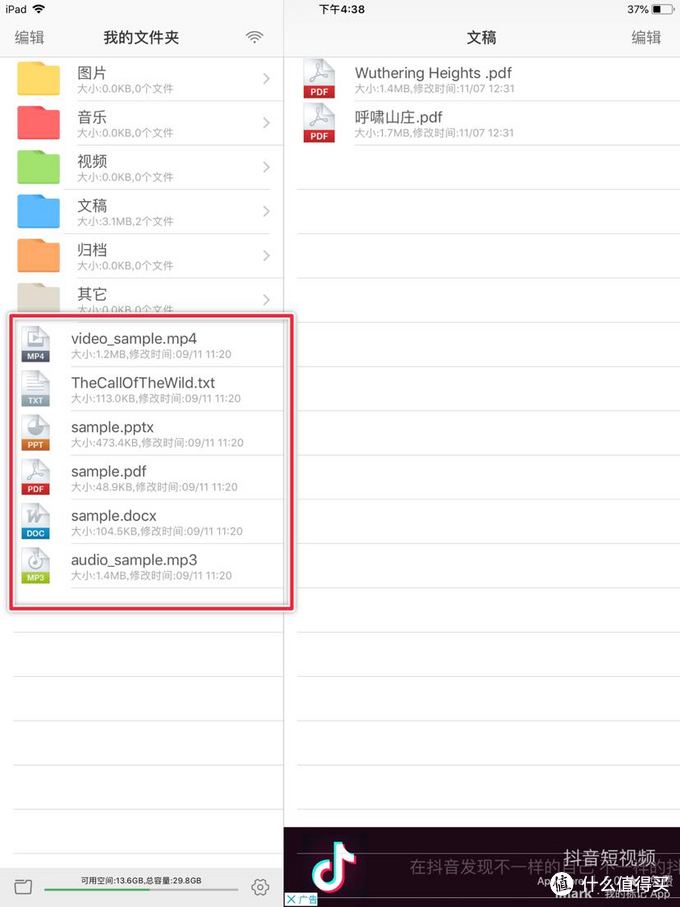 iPad
下午4:38
37%
编辑
我的文件夹
图片
大小:0.0KB,0个文件
音乐
大小:0.0KB,0个文件
视频
大小:0.0KB,0个文件
文稿
大小:3.1MB,2个文件
归档
大小:0.0KB,0个文件
其它
大小:0.0KB,0个文件
video_sample.mp4
大小:1.2MB,修改时间:09/11 11:20
MP4
TheCallOfTheWild.txt
大小:113.0KB,修改时间:09/11 11:20
TXT
sample.pptx
大小:473.4KB,修改时间:09/11 11:20
PPT
sample.pdf
大小:48.9KB,修改时间:09/11 11:20
PDF
sample.docx
大小:104.5KB,修改时间:09/11 11:20
DOC
audio_sample.mp3
大小:1.4MB,修改时间:09/11 11:20
MP3
可用空间:13.6GB,总容量:29.8GB
文稿
编辑
Wuthering Heights .pdf
大小:1.4MB,修改时间:11/07 12:31
PDF
呼啸山庄.pdf
大小:1.7MB,修改时间:11/07 12:31
PDF
抖音短视频
在抖音发现不一样的自己 不一样的抖
广告
值 什么值得买
iMark - 我的标记 App